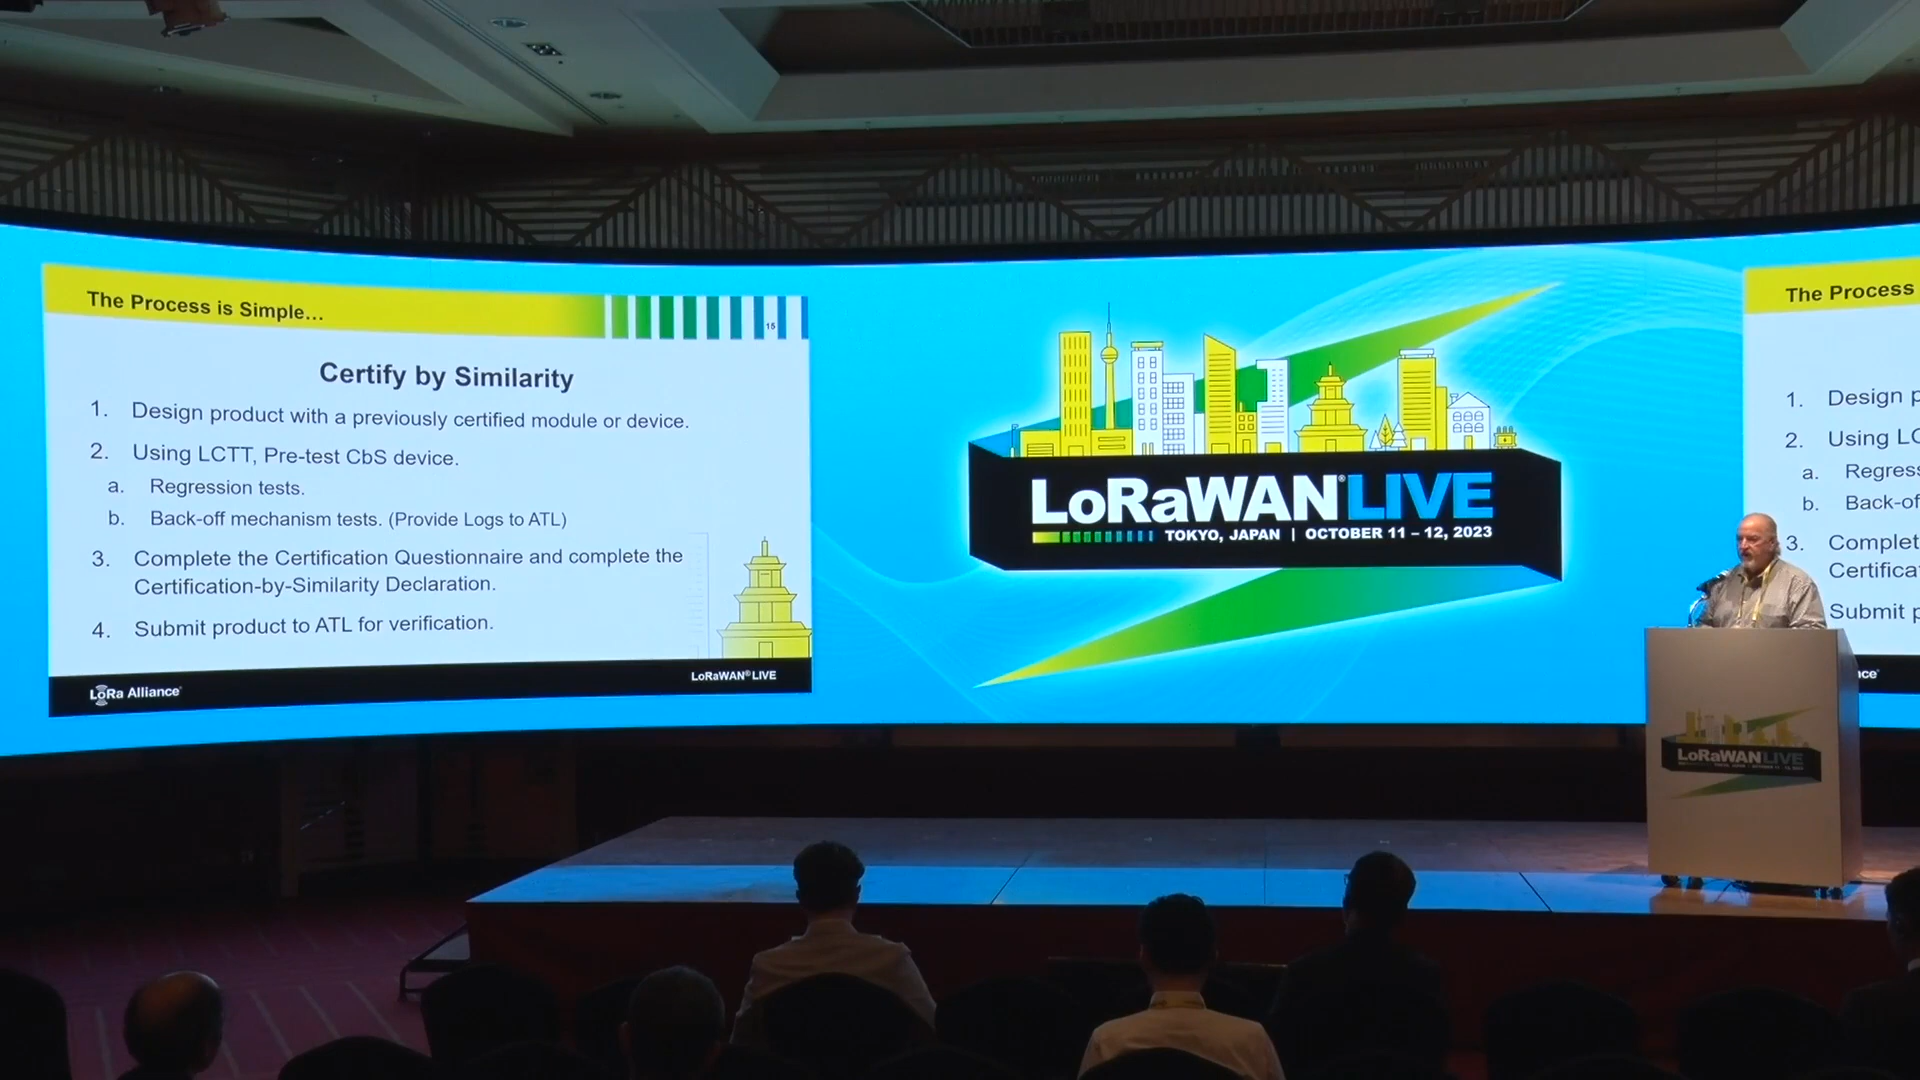 The Process is Simple...
15
Certify by Similarity
1. Design product with a previously certified module or device.
2. Using LCTT, Pre-test CbS device.
a. Regression tests.
b. Back-off mechanism tests. (Provide Logs to ATL)
3. Complete the Certification Questionnaire and complete the
Certification-by-Similarity Declaration.
4. Submit product to ATL for verification.
LoRa Alliance®
LoRaWAN® LIVE
LoRaWAN® LIVE
TOKYO, JAPAN | OCTOBER 11 – 12, 2023
The Process
1. Design p
2. Using LC
a. Regress
b. Back-of
3. Complet
Certifica
Submit p
nce®
LoRaWAN LIVE